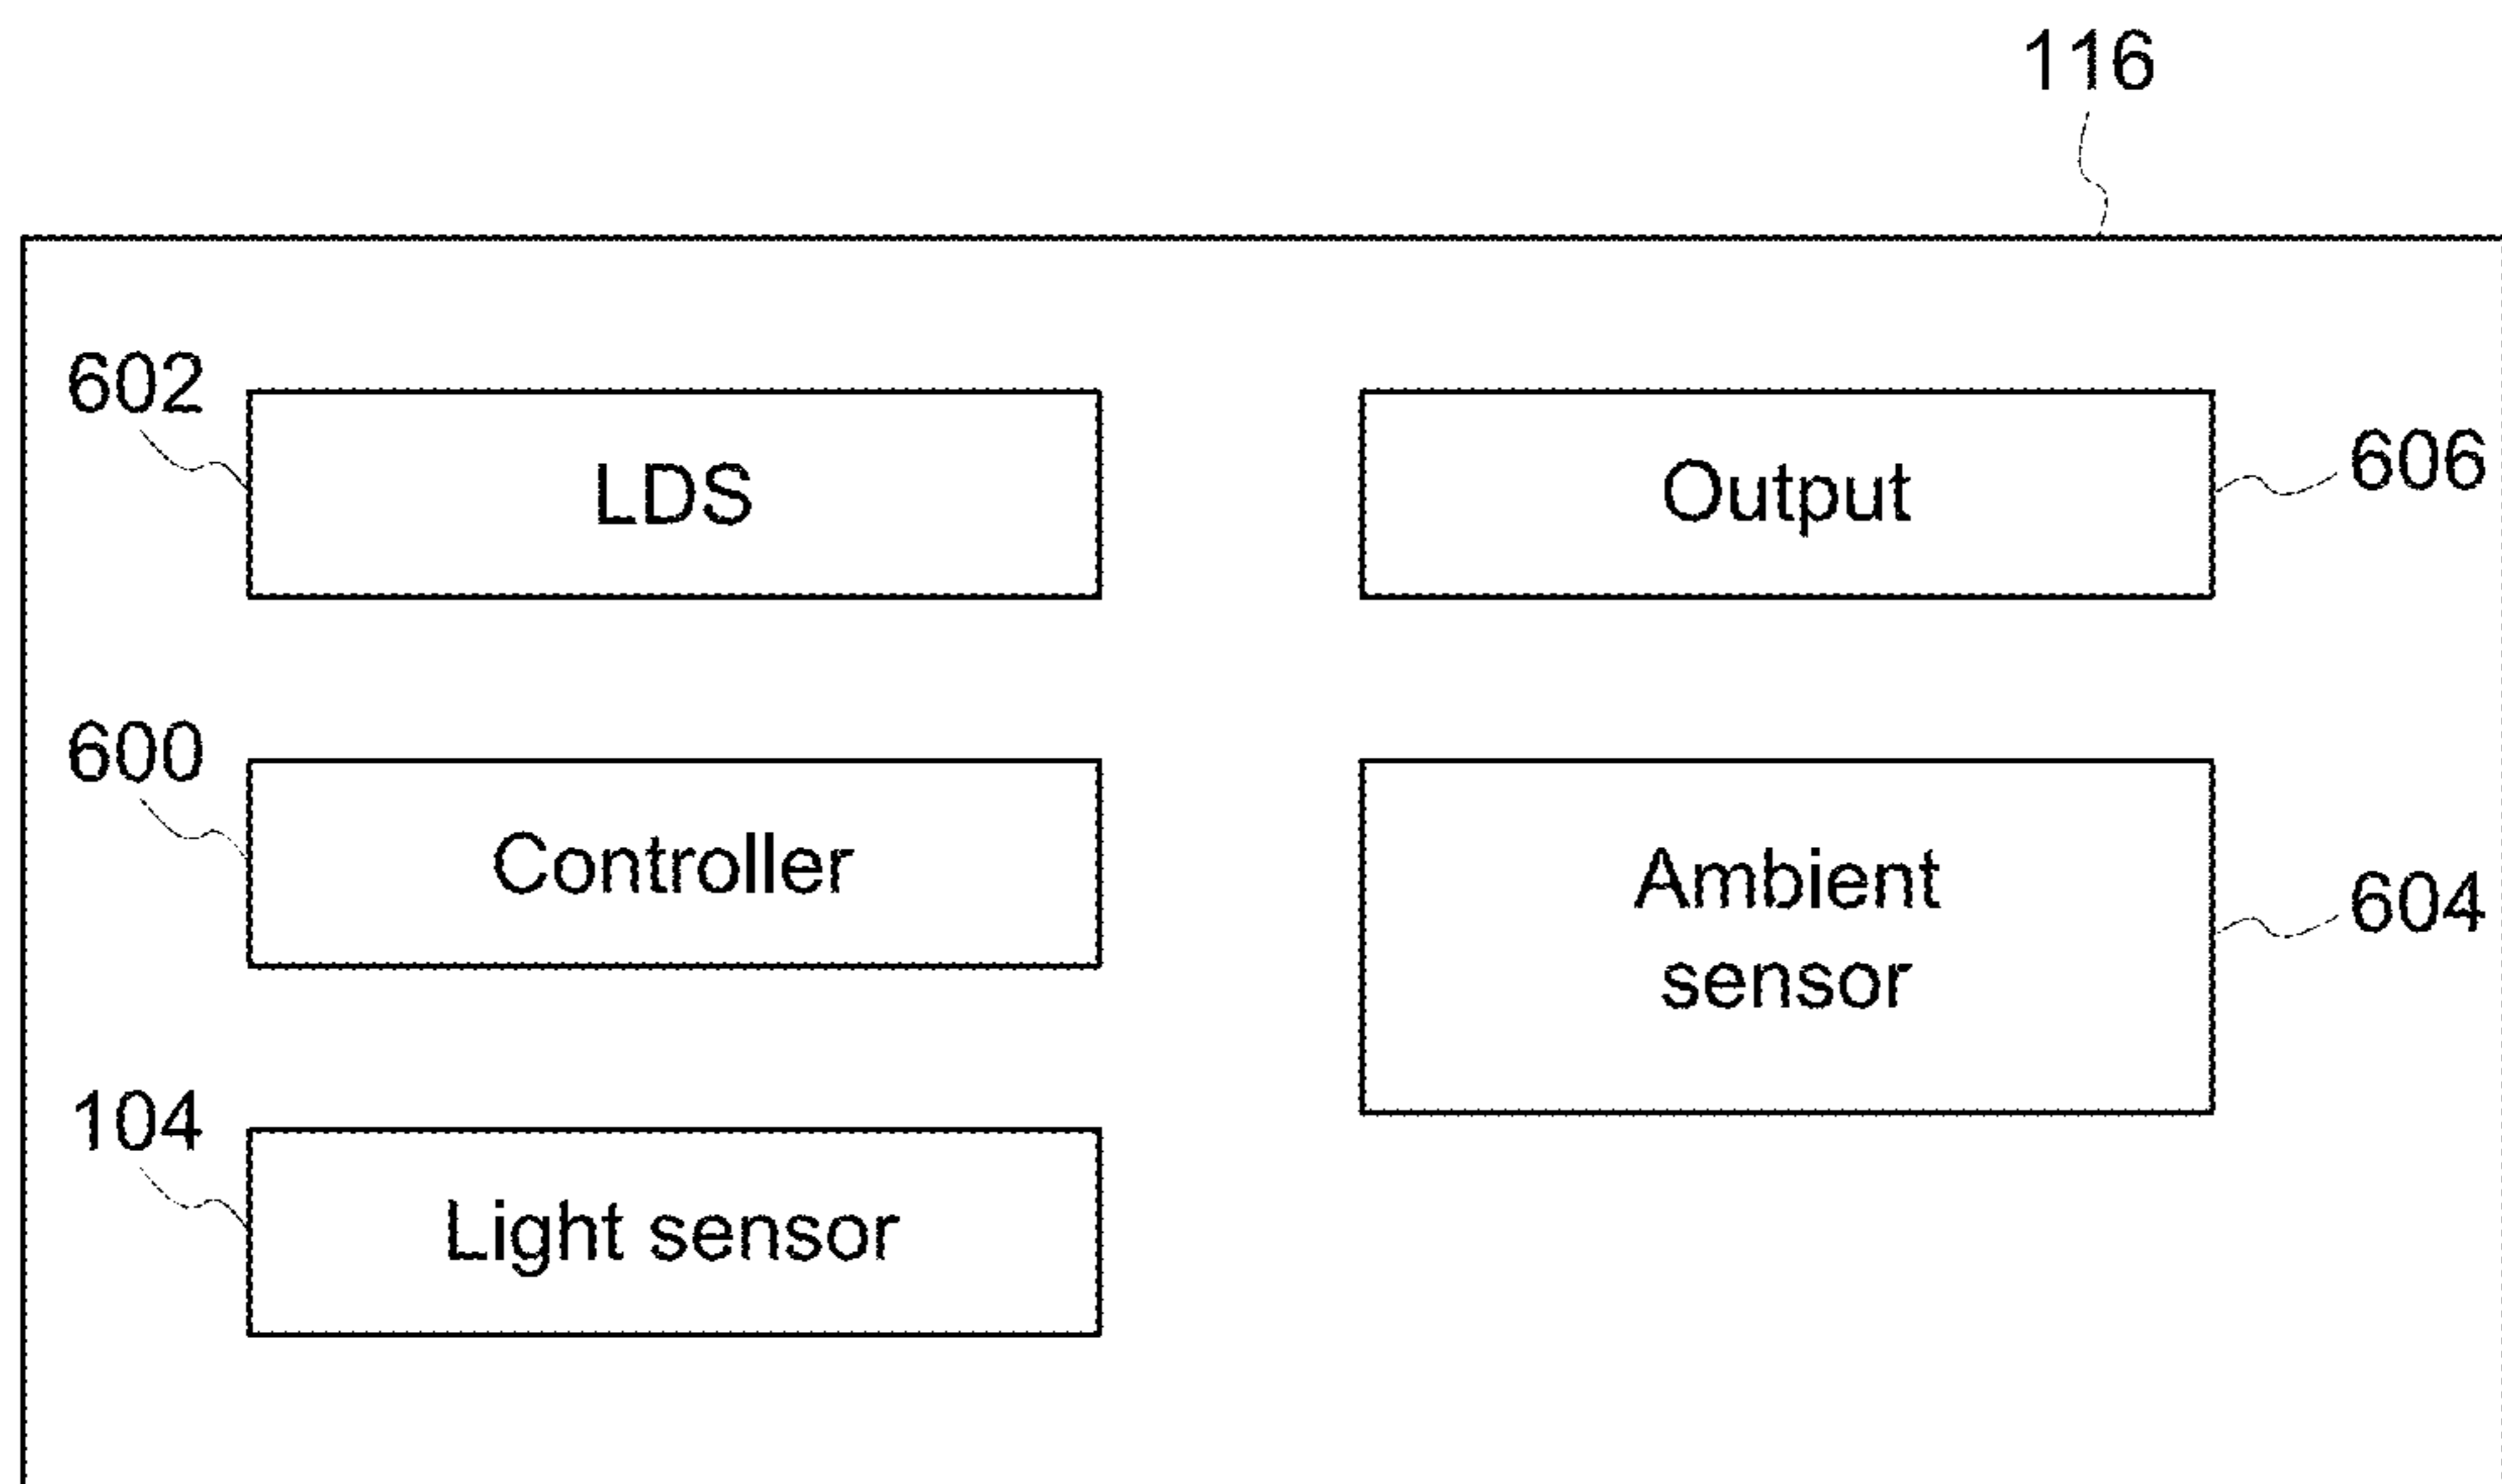 116
602
LDS
Output
606
600
Controller
Ambient
sensor
604
104
Light sensor